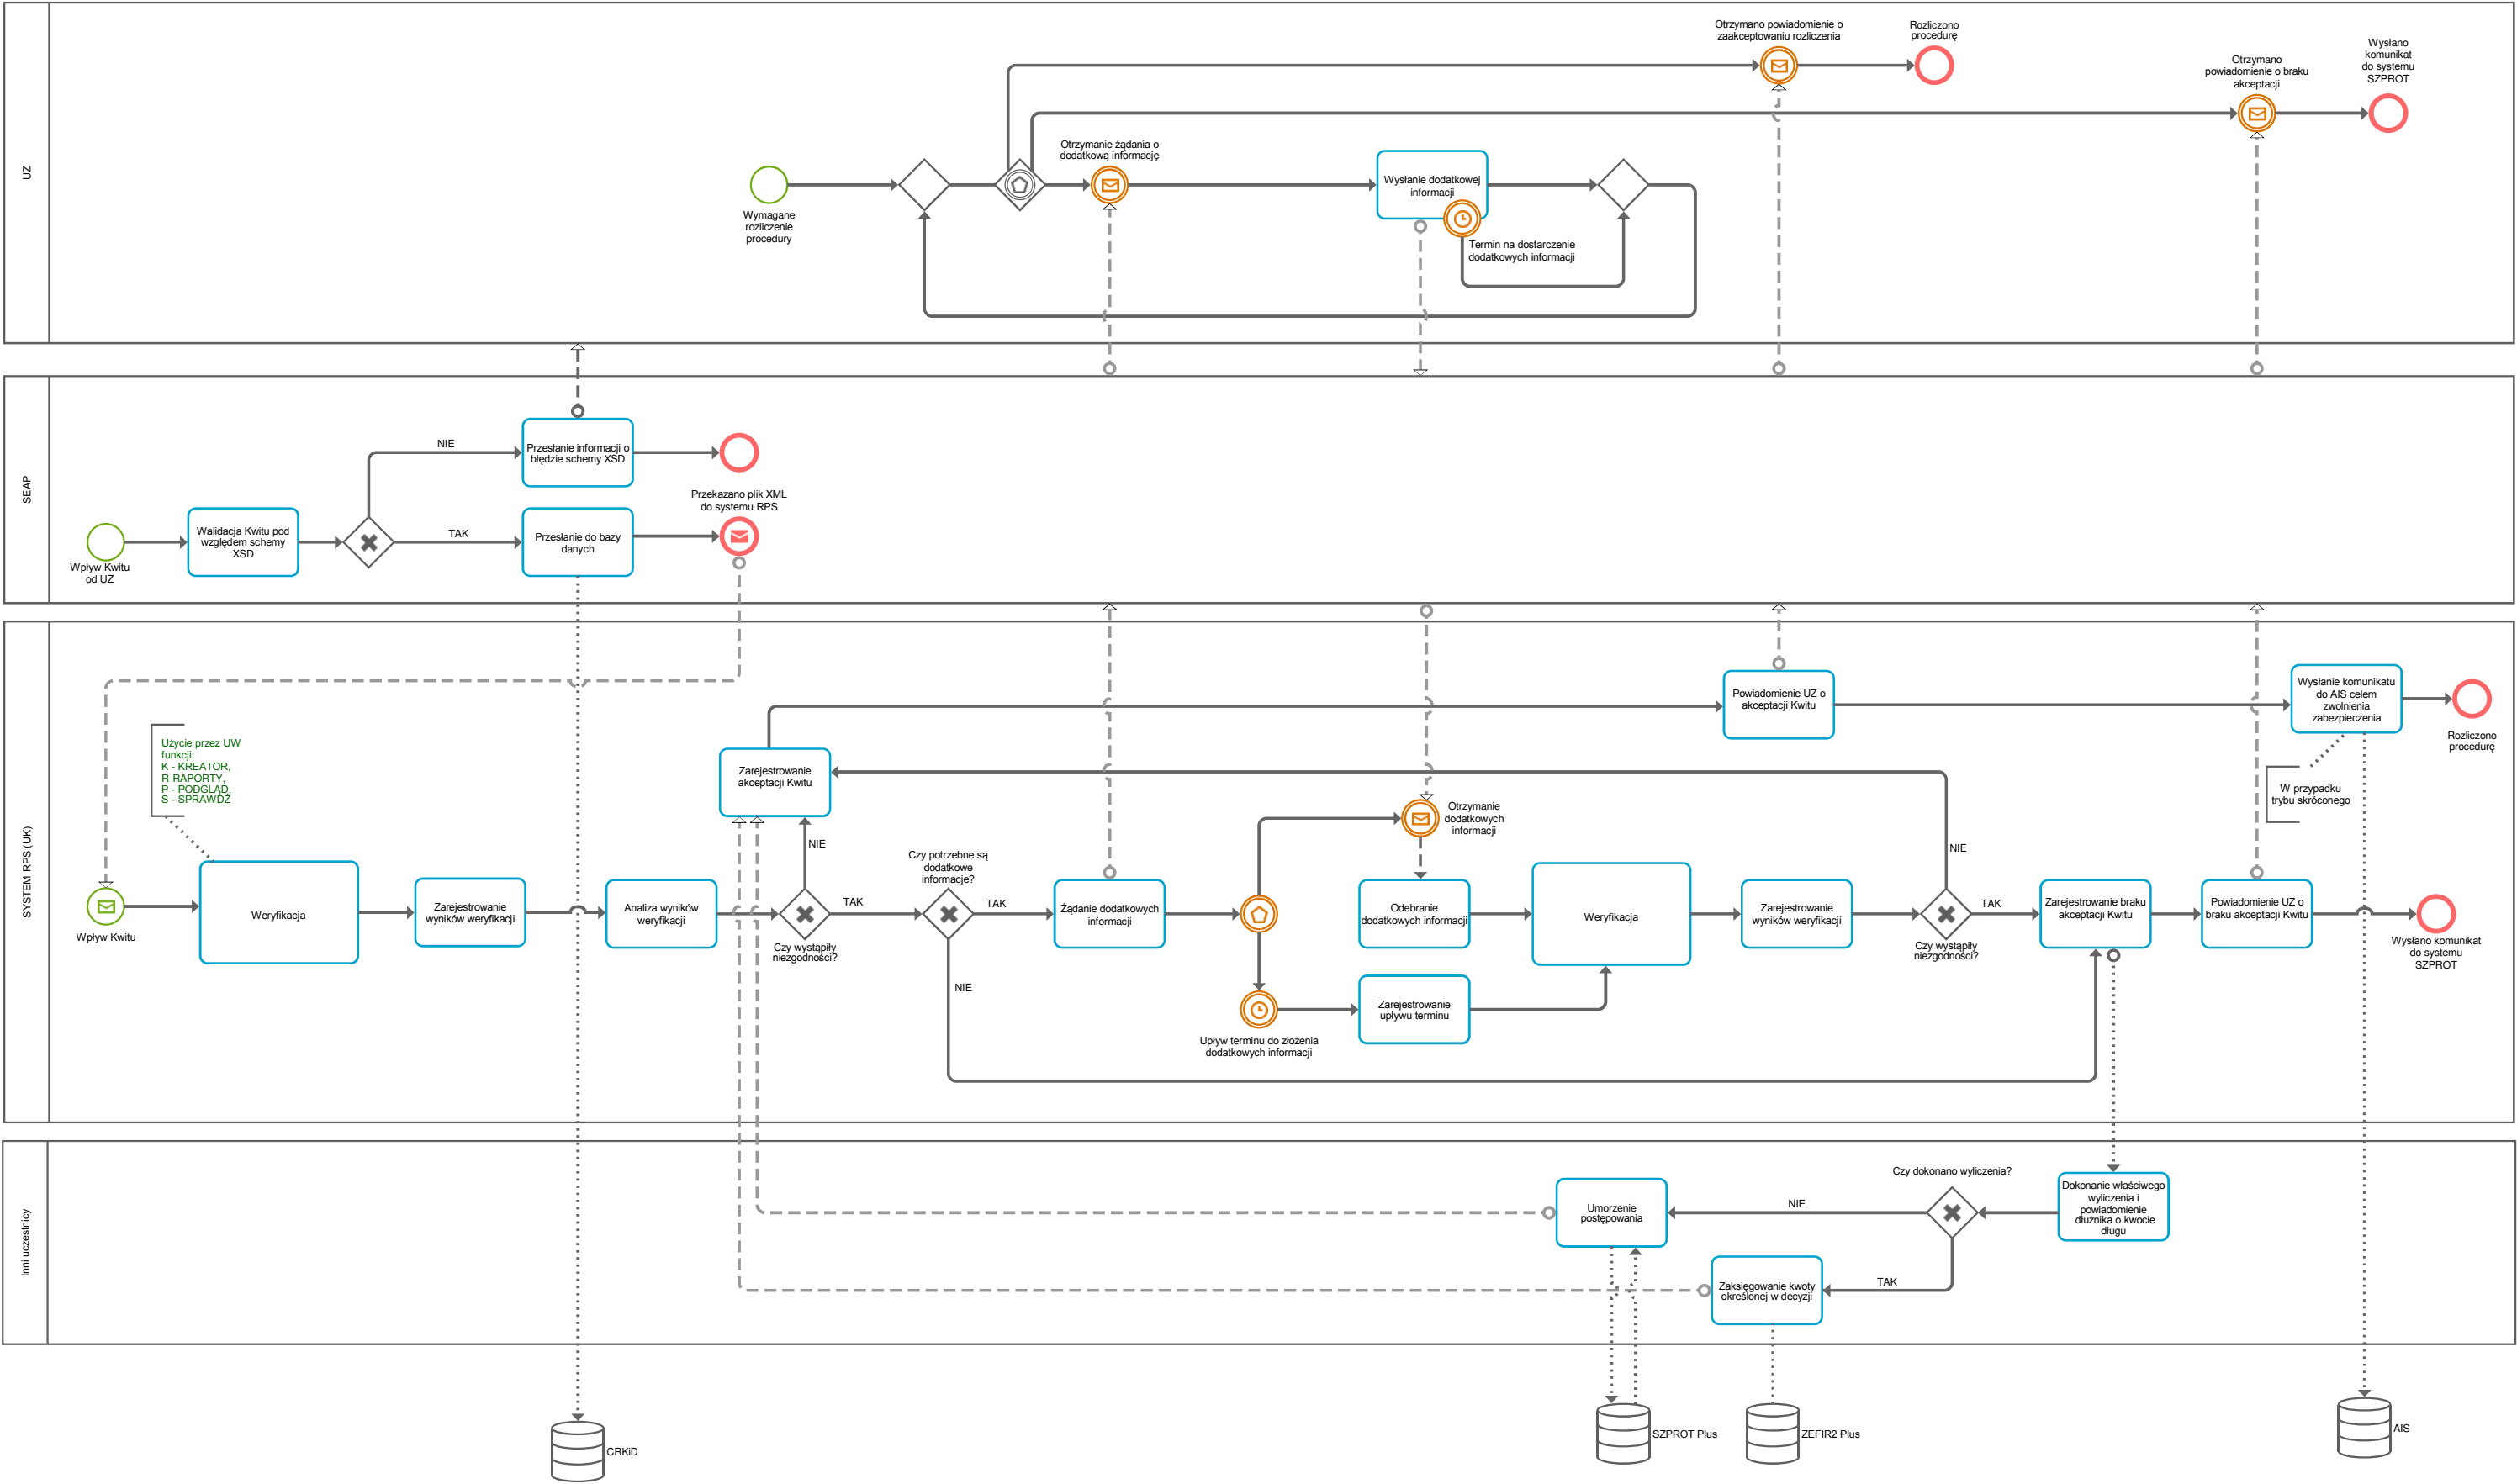 UZ
Otrzymano powiadomienie o
zaakceptowaniu rozliczenia
Rozliczono
procedurę
Wysłano
komunikat
do systemu
SZPROT
Otrzymano
powiadomienie o braku
akceptacji
Otrzymanie żądania o
dodatkową informację
Wysłanie dodatkowej
informacji
Wymagane
rozliczenie
procedury
Termin na dostarczenie
dodatkowych informacji
SEAP
NIE
Przesłanie informacji o
błędzie schemy XSD
Przekazano plik XML
do systemu RPS
Walidacja Kwitu pod
względem schemy
XSD
TAK
Przesłanie do bazy
danych
Wpływ Kwitu
od UZ
SYSTEM RPS (UK)
Powiadomienie UZ o
akceptacji Kwitu
Wysłanie komunikatu
do AIS celem
zwolnienia
zabezpieczenia
Rozliczono
procedurę
Użycie przez UW
funkcji:
K - KREATOR,
R-RAPORTY,
P - PODGLĄD,
S - SPRAWDŹ
Zarejestrowanie
akceptacji Kwitu
W przypadku
trybu skróconego
Otrzymanie
dodatkowych
informacji
NIE
Czy potrzebne są
dodatkowe
informacje?
NIE
Wpływ Kwitu
Weryfikacja
Zarejestrowanie
wyników weryfikacji
Analiza wyników
weryfikacji
TAK
Czy wystąpiły
niezgodności?
TAK
Żądanie dodatkowych
informacji
Odebranie
dodatkowych informacji
Weryfikacja
Zarejestrowanie
wyników weryfikacji
TAK
Czy wystąpiły
niezgodności?
Zarejestrowanie braku
akceptacji Kwitu
Powiadomienie UZ o
braku akceptacji Kwitu
Wysłano komunikat
do systemu
SZPROT
NIE
Zarejestrowanie
upływu terminu
Upływ terminu do złożenia
dodatkowych informacji
Inni uczestnicy
Czy dokonano wyliczenia?
Dokonanie właściwego
wyliczenia i
powiadomienie
dłużnika o kwocie
długu
NIE
Umorzenie
postępowania
TAK
Zaksięgowanie kwoty
określonej w decyzji
CRKiD
SZPROT Plus
ZEFIR2 Plus
AIS